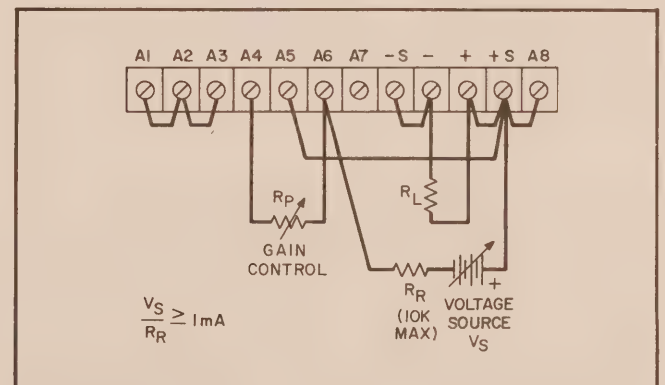 A1 A2 A3 A4 A5 A6 A7 -S - + +S A8
RP
GAIN
CONTROL
RL
RR
(10K
MAX)
+
VOLTAGE
SOURCE
VS
VS
RR
≥ 1mA